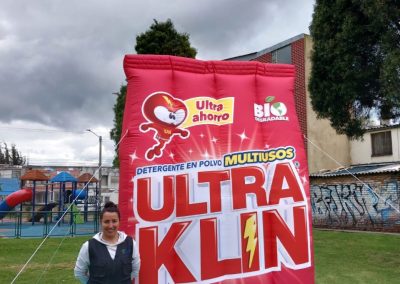 Ultra
ahorro
BIO
DEGRADABLE
DETERGENTE EN POLVO MULTIUSOS
ULTRA
KLIN